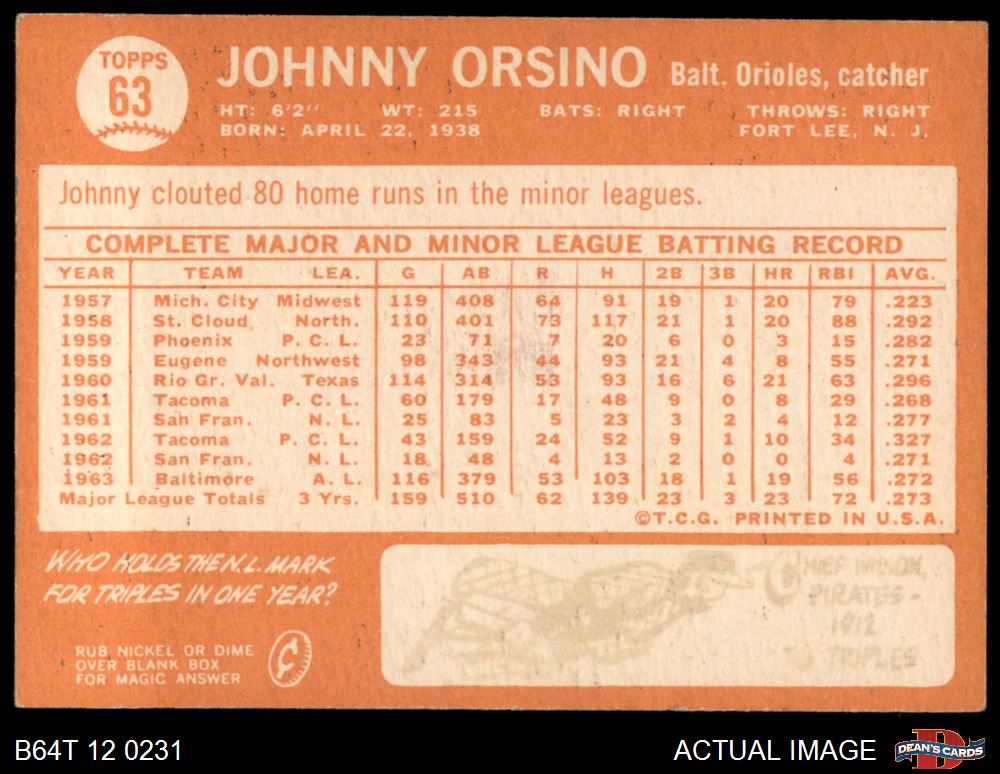 TOPPS
63
JOHNNY ORSINO Balt. Orioles, catcher
HT: 6'2'' WT: 215 BATS: RIGHT THROWS: RIGHT
BORN: APRIL 22, 1938 FORT LEE, N. J.
Johnny clouted 80 home runs in the minor leagues.
COMPLETE MAJOR AND MINOR LEAGUE BATTING RECORD
YEAR TEAM LEA. G AB R H 2B 3B HR RBI AVG.
1957 Mich. City Midwest 119 408 64 91 19 1 20 79 .223
1958 St. Cloud North. 110 401 73 117 21 1 20 88 .292
1959 Phoenix P. C. L. 23 71 7 20 6 0 3 15 .282
1959 Eugene Northwest 98 343 44 93 21 4 8 55 .271
1960 Rio Gr. Val. Texas 114 314 53 93 16 6 21 63 .296
1961 Tacoma P. C. L. 60 179 17 48 9 0 8 29 .268
1961 San Fran. N. L. 25 83 5 23 3 2 4 12 .277
1962 Tacoma P. C. L. 43 159 24 52 9 1 10 34 .327
1962 San Fran. N. L. 18 48 4 13 2 0 0 4 .271
1963 Baltimore A. L. 116 379 53 103 18 1 19 56 .272
Major League Totals 3 Yrs. 159 510 62 139 23 3 23 72 .273
©T.C.G. PRINTED IN U.S.A.
WHO HOLDS THE N.L. MARK
FOR TRIPLES IN ONE YEAR?
RUB NICKEL OR DIME
OVER BLANK BOX
FOR MAGIC ANSWER
¢
CHIEF WILSON,
PIRATES -
1912
TRIPLES
B64T 12 0231
ACTUAL IMAGE
D
DEAN'S CARDS